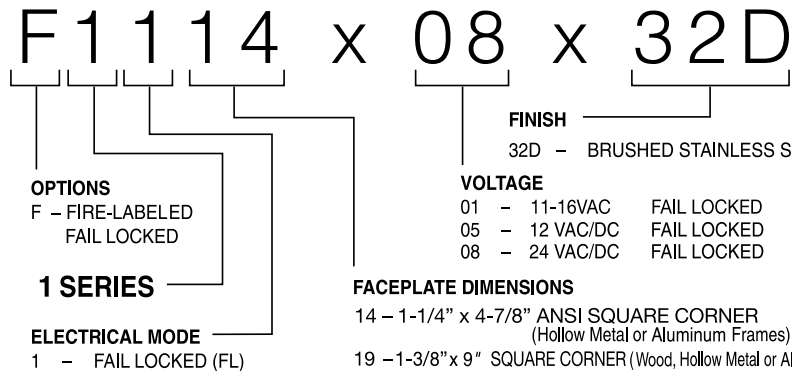 F1114 x 08 x 32D
FINISH
32D – BRUSHED STAINLESS
OPTIONS
F – FIRE-LABELED
FAIL LOCKED
VOLTAGE
01 – 11-16VAC FAIL LOCKED
05 – 12 VAC/DC FAIL LOCKED
08 – 24 VAC/DC FAIL LOCKED
1 SERIES
FACEPLATE DIMENSIONS
14 – 1-1/4" x 4-7/8" ANSI SQUARE CORNER
(Hollow Metal or Aluminum Frames)
ELECTRICAL MODE
1 – FAIL LOCKED (FL)
19 –1-3/8"x 9" SQUARE CORNER (Wood, Hollow Metal or